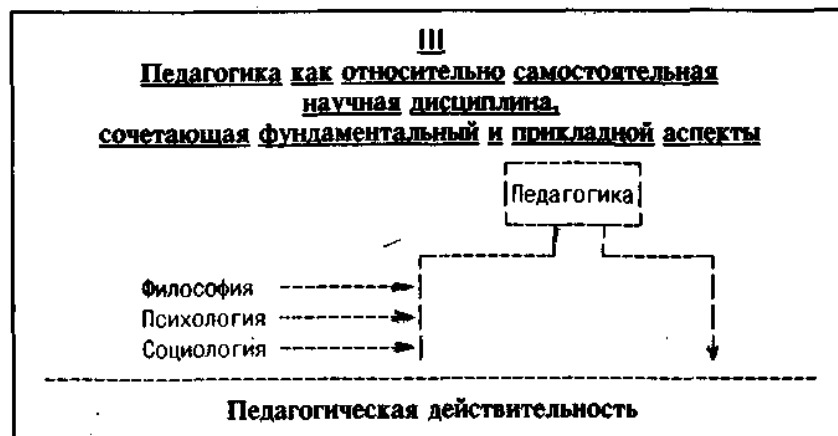 III
Педагогика как относительно самостоятельная
научная дисциплина,
сочетающая фундаментальный и прикладной аспекты
Педагогика
Философия
Психология
Социология
Педагогическая действительность